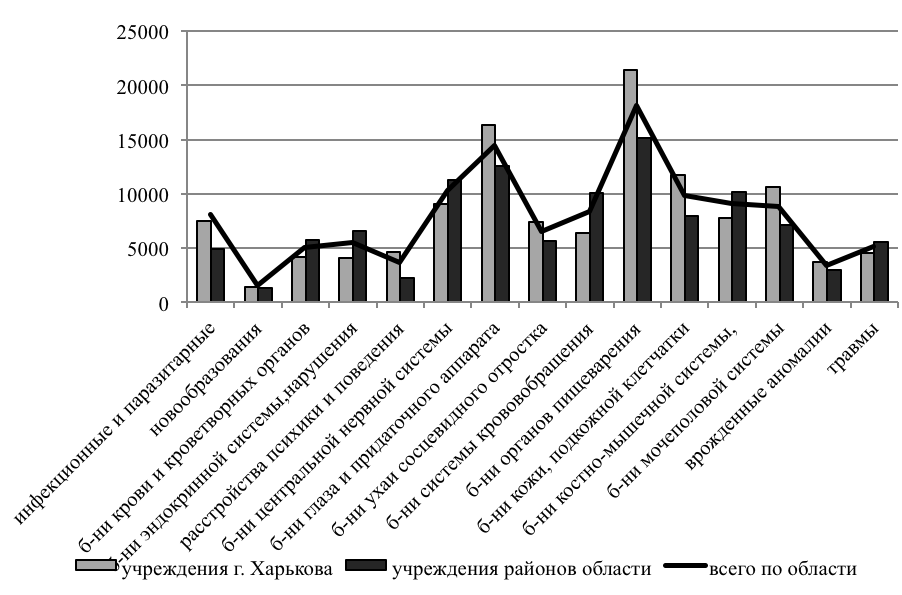 25000
20000
15000
10000
5000
0
инфекционные и паразитарные
новообразования
б-ни крови и кроветворных органов
б-ни эндокринной системы,нарушения
расстройства психики и поведения
б-ни центральной нервной системы
б-ни глаза и придаточного аппарата
б-ни ухаи сосцевидного отростка
б-ни системы крововобращения
б-ни органов пищеварения
б-ни кожи, подкожной клетчатки
б-ни костно-мышечной системы,
б-ни мочеполовой системы
врожденные аномалии
травмы
учреждения г. Харькова
учреждения районов области
всего по области